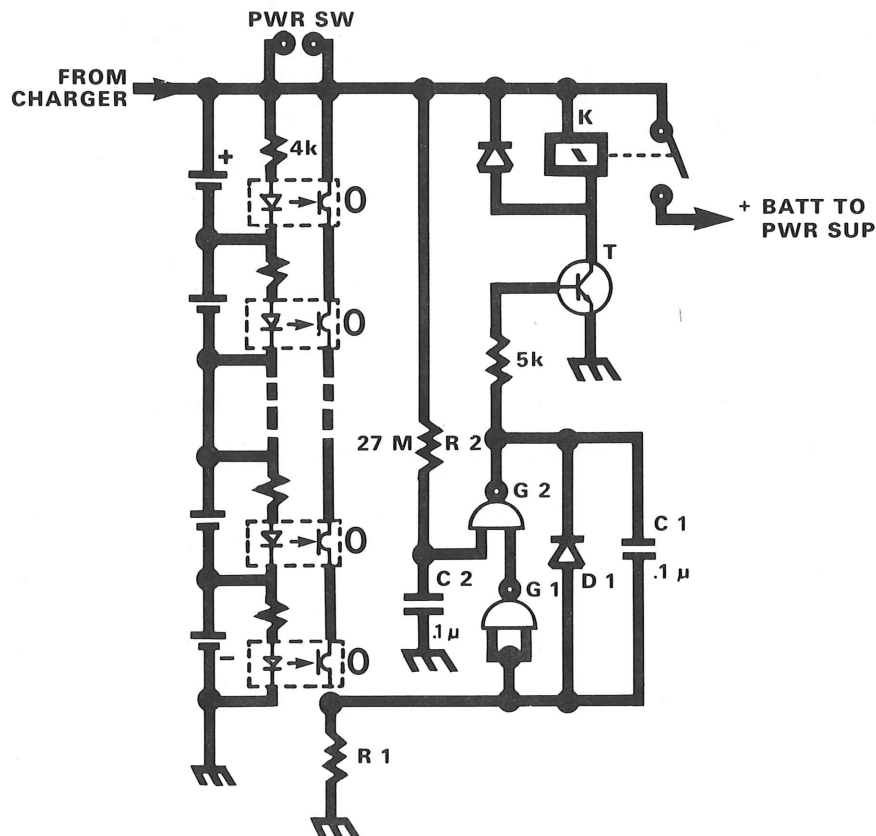 PWR SW
FROM
CHARGER
+
4k
O
K
+ BATT TO
PWR SUP
T
O
5k
27 M R 2
G 2
C 1
.1 µ
O
C 2
D 1
G 1
.1 µ
-
O
R 1